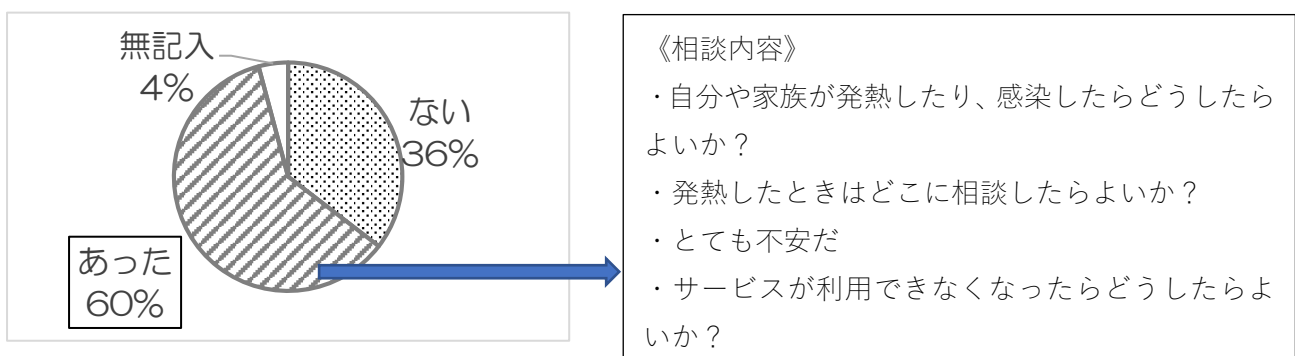 無記入
4%
ない
36%
あった
60%
《相談内容》
・自分や家族が発熱したり、感染したらどうしたら
よいか？
・発熱したときはどこに相談したらよいか？
・とても不安だ
・サービスが利用できなくなったらどうしたらよ
いか？